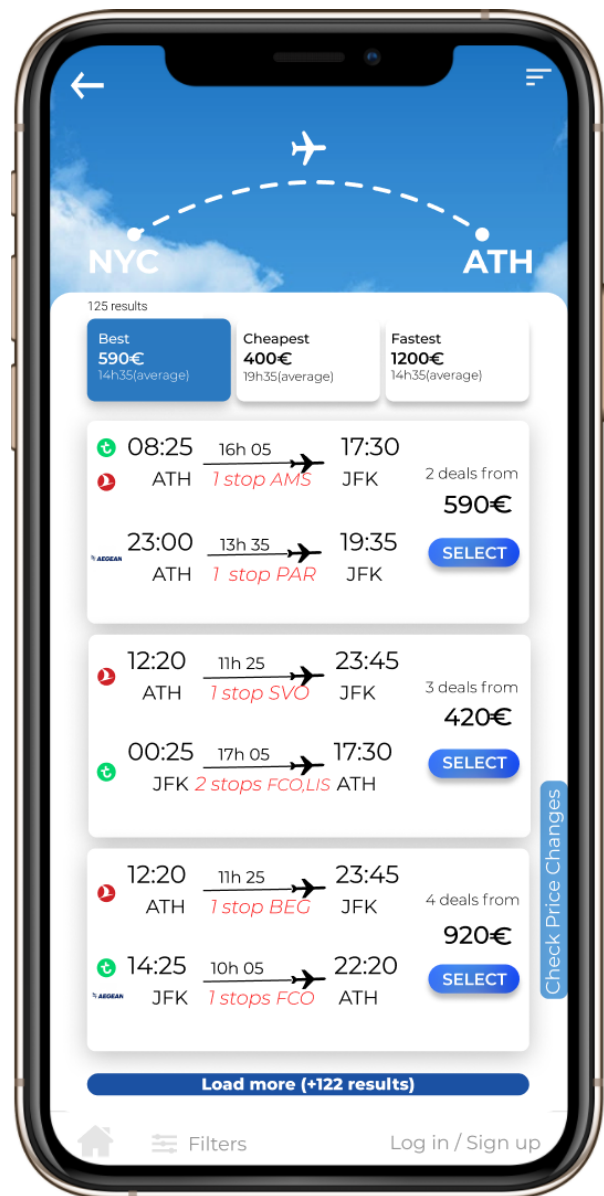 NYC
ATH
125 results
Best
590€
14h35(average)
Cheapest
400€
19h35(average)
Fastest
1200€
14h35(average)
08:25 16h 05 17:30
ATH 1 stop AMS JFK
2 deals from
590€
23:00 13h 35 19:35
AEGEAN
ATH 1 stop PAR JFK
SELECT
12:20 11h 25 23:45
ATH 1 stop SVO JFK
3 deals from
420€
00:25 17h 05 17:30
JFK 2 stops FCO,LIS ATH
SELECT
12:20 11h 25 23:45
ATH 1 stop BEG JFK
4 deals from
920€
14:25 10h 05 22:20
AEGEAN
JFK 1 stops FCO ATH
SELECT
Check Price Changes
Load more (+122 results)
Filters
Log in / Sign up